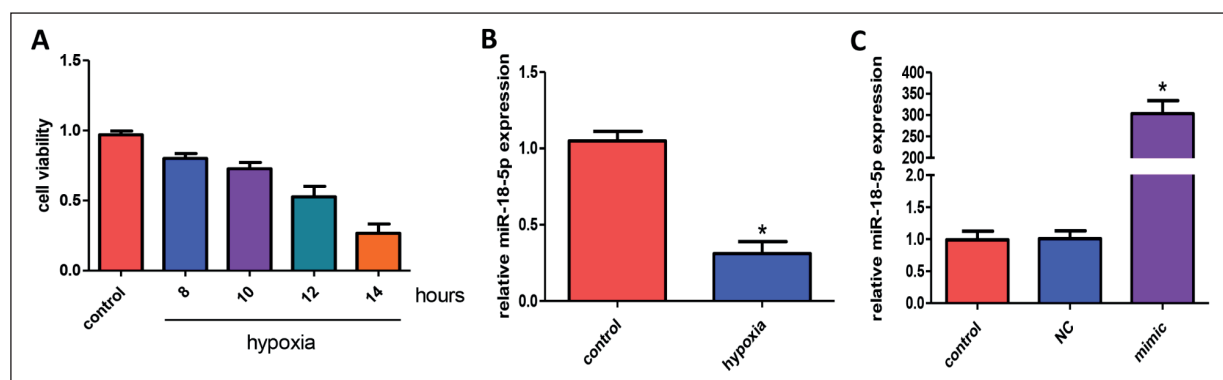 A
cell viability
1.5
1.0
0.5
0.0
control
8
10
12
14
hours
hypoxia
B
relative miR-18-5p expression
1.5
1.0
0.5
0.0
*
control
hypoxia
C
relative miR-18-5p expression
400
350
300
250
200
2.0
1.5
1.0
0.5
0.0
*
control
NC
mimic